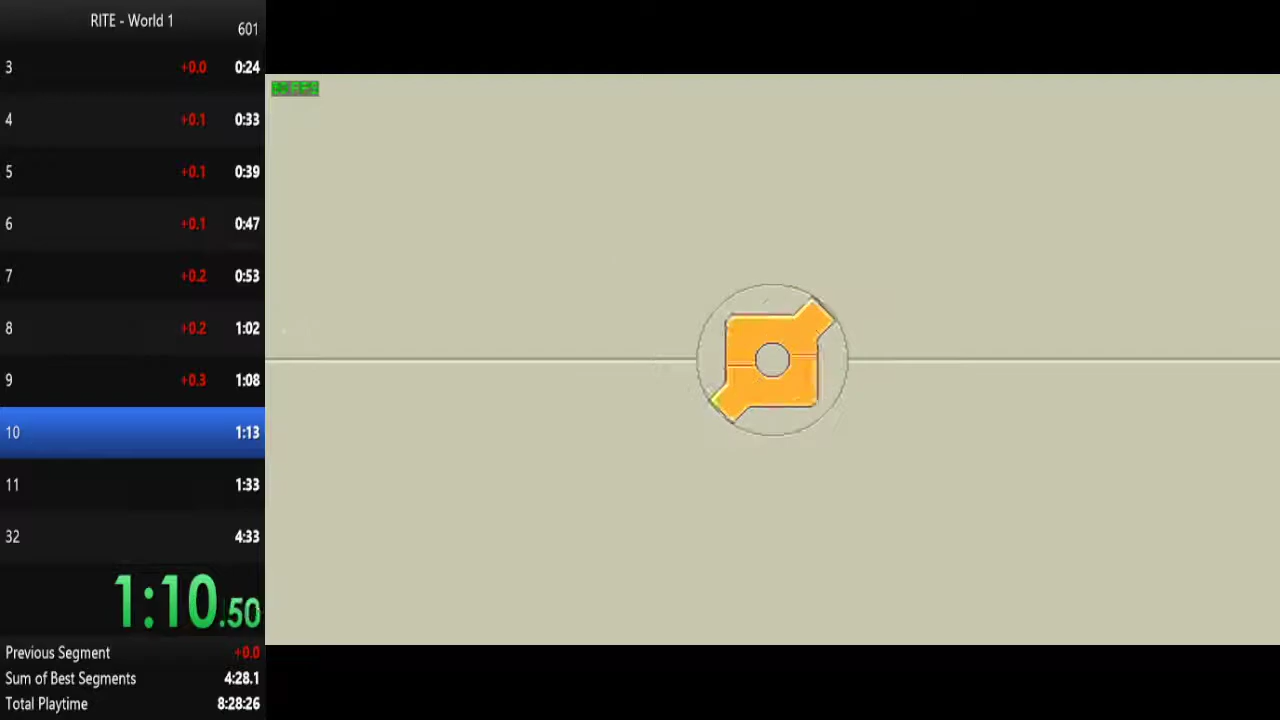 RITE - World 1
601
3 +0.0 0:24
4 +0.1 0:33
5 +0.1 0:39
6 +0.1 0:47
7 +0.2 0:53
8 +0.2 1:02
9 +0.3 1:08
10 1:13
11 1:33
32 4:33
1:10.50
Previous Segment +0.0
Sum of Best Segments 4:28.1
Total Playtime 8:28:26